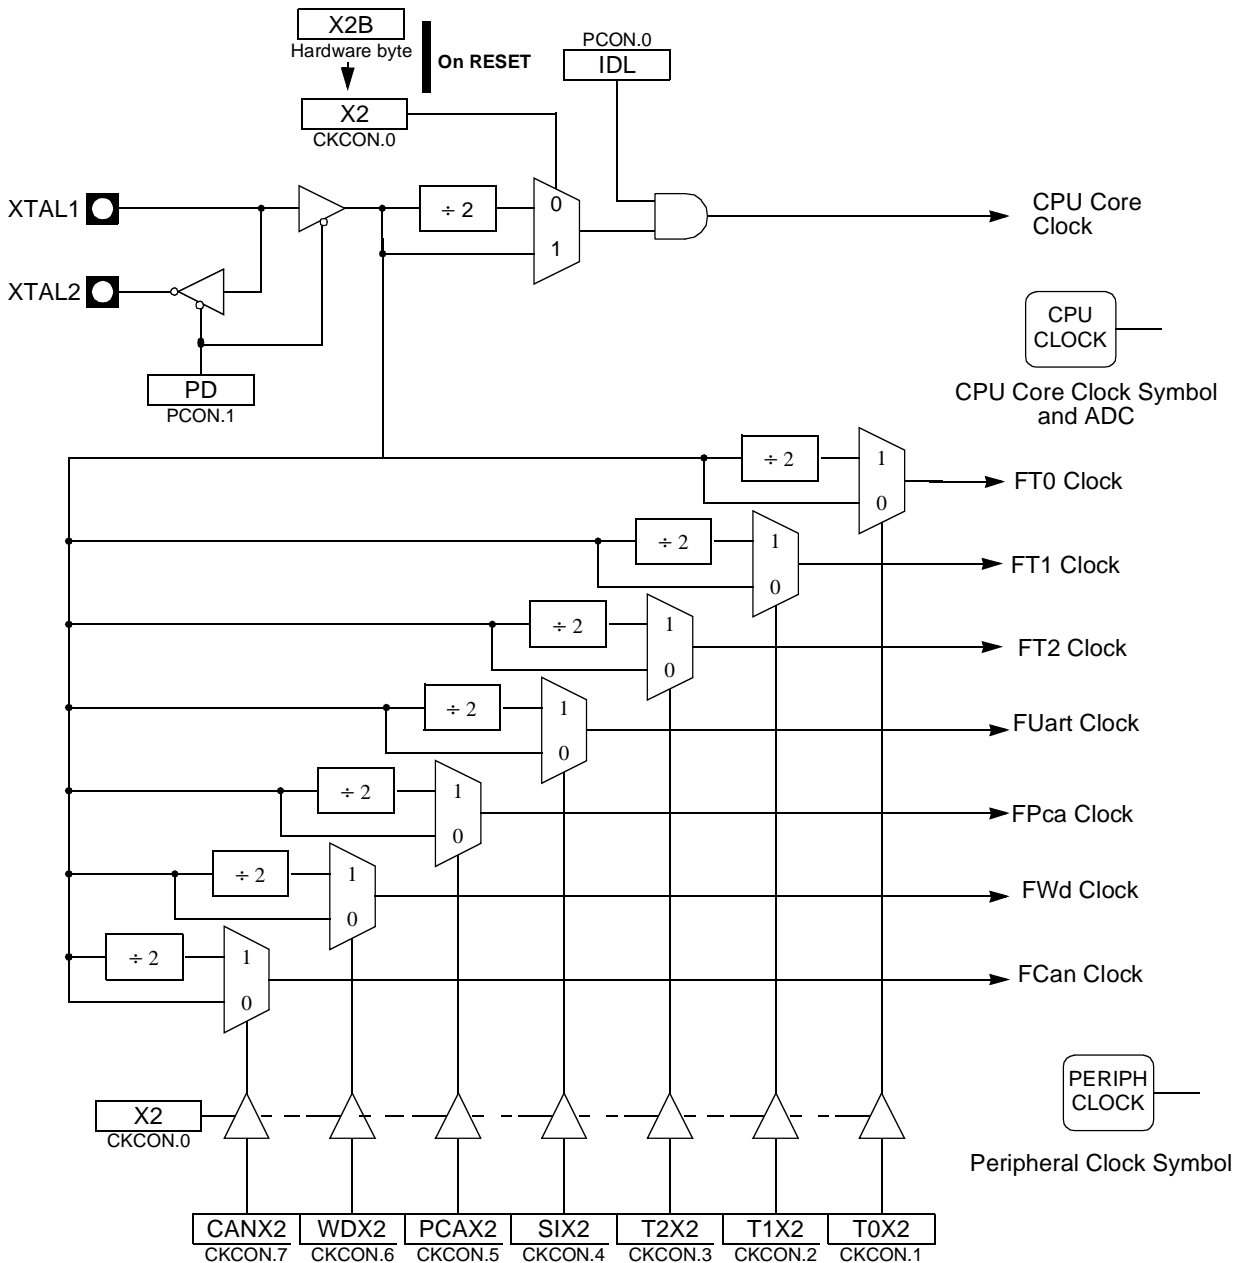 X2B
Hardware byte
On RESET
X2
CKCON.0
PCON.0
IDL
XTAL1
÷ 2
0
1
CPU Core
Clock
XTAL2
PD
PCON.1
CPU
CLOCK
CPU Core Clock Symbol
and ADC
÷ 2
1
0
FT0 Clock
÷ 2
1
0
FT1 Clock
÷ 2
1
0
FT2 Clock
÷ 2
1
0
FUart Clock
÷ 2
1
0
FPca Clock
÷ 2
1
0
FWd Clock
÷ 2
1
0
FCan Clock
X2
CKCON.0
PERIPH
CLOCK
Peripheral Clock Symbol
CANX2
CKCON.7
WDX2
CKCON.6
PCAX2
CKCON.5
SIX2
CKCON.4
T2X2
CKCON.3
T1X2
CKCON.2
T0X2
CKCON.1